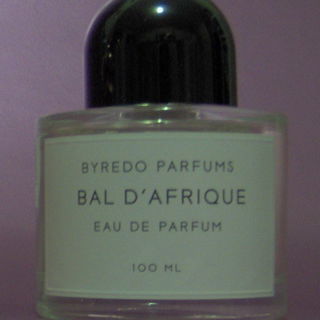 BYREDO PARFUMS
BAL D'AFRIQUE
EAU DE PARFUM
100 ML